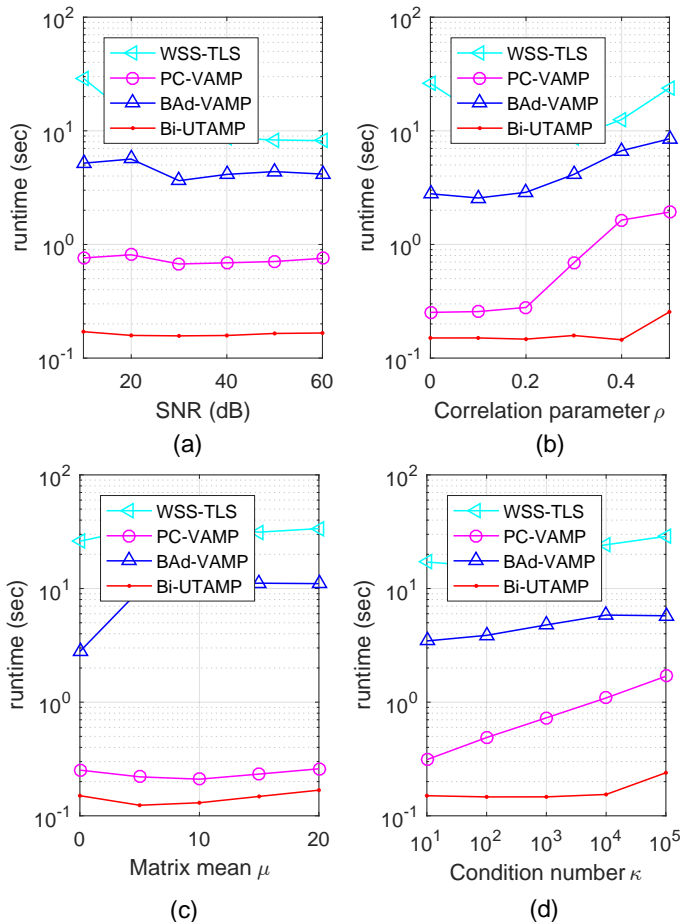 10^2
10^1
10^0
10^-1
runtime (sec)
WSS-TLS
PC-VAMP
BAd-VAMP
Bi-UTAMP
20 40 60
SNR (dB)
(a)
10^2
10^1
10^0
10^-1
runtime (sec)
WSS-TLS
PC-VAMP
BAd-VAMP
Bi-UTAMP
0 0.2 0.4
Correlation parameter ρ
(b)
10^2
10^1
10^0
10^-1
runtime (sec)
WSS-TLS
PC-VAMP
BAd-VAMP
Bi-UTAMP
0 10 20
Matrix mean μ
(c)
10^2
10^1
10^0
10^-1
runtime (sec)
WSS-TLS
PC-VAMP
BAd-VAMP
Bi-UTAMP
10^1 10^2 10^3 10^4 10^5
Condition number κ
(d)